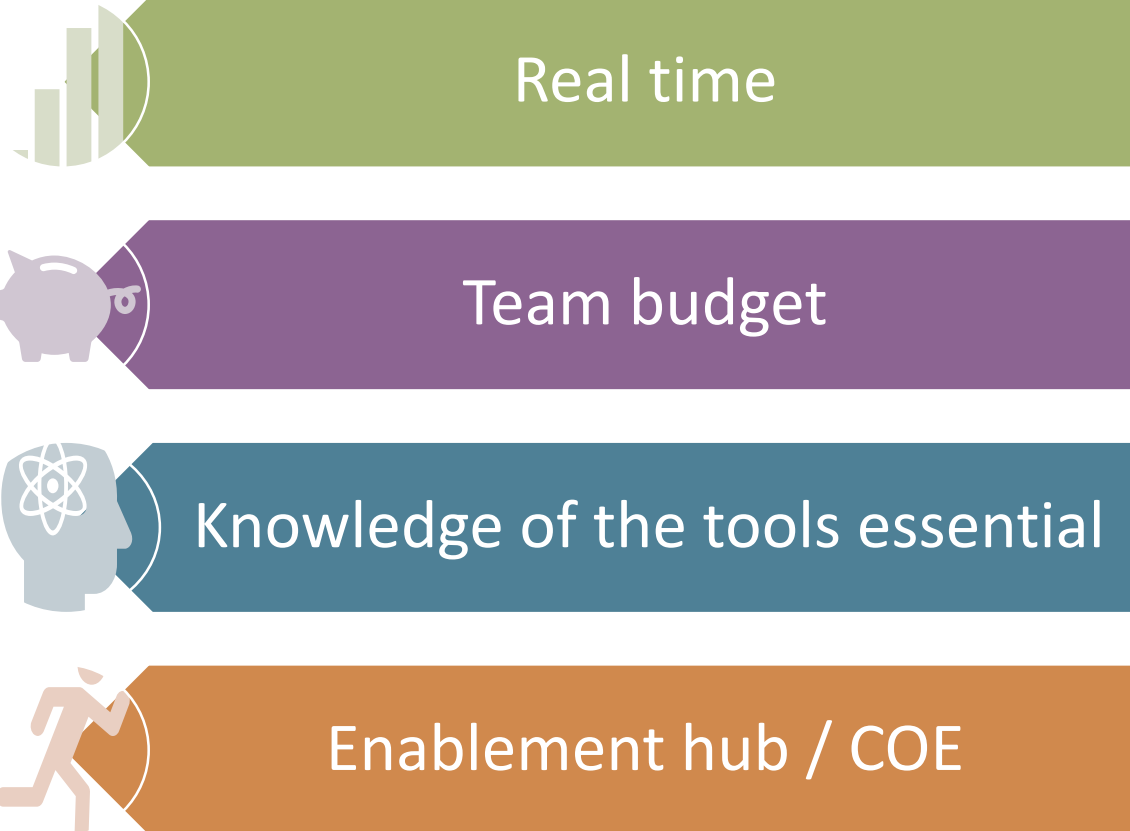 Real time
Team budget
Knowledge of the tools essential
Enablement hub / COE